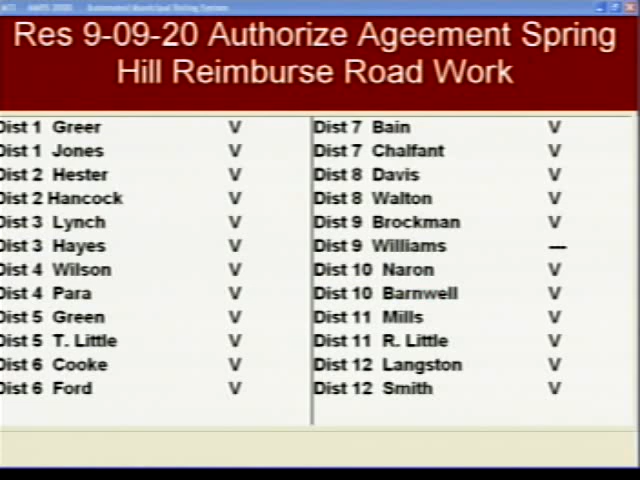 Res 9-09-20 Authorize Ageement Spring
Hill Reimburse Road Work
Dist 1 Greer V
Dist 1 Jones V
Dist 2 Hester V
Dist 2 Hancock V
Dist 3 Lynch V
Dist 3 Hayes V
Dist 4 Wilson V
Dist 4 Para V
Dist 5 Green V
Dist 5 T. Little V
Dist 6 Cooke V
Dist 6 Ford V
Dist 7 Bain V
Dist 7 Chalfant V
Dist 8 Davis V
Dist 8 Walton V
Dist 9 Brockman V
Dist 9 Williams —
Dist 10 Naron V
Dist 10 Barnwell V
Dist 11 Mills V
Dist 11 R. Little V
Dist 12 Langston V
Dist 12 Smith V